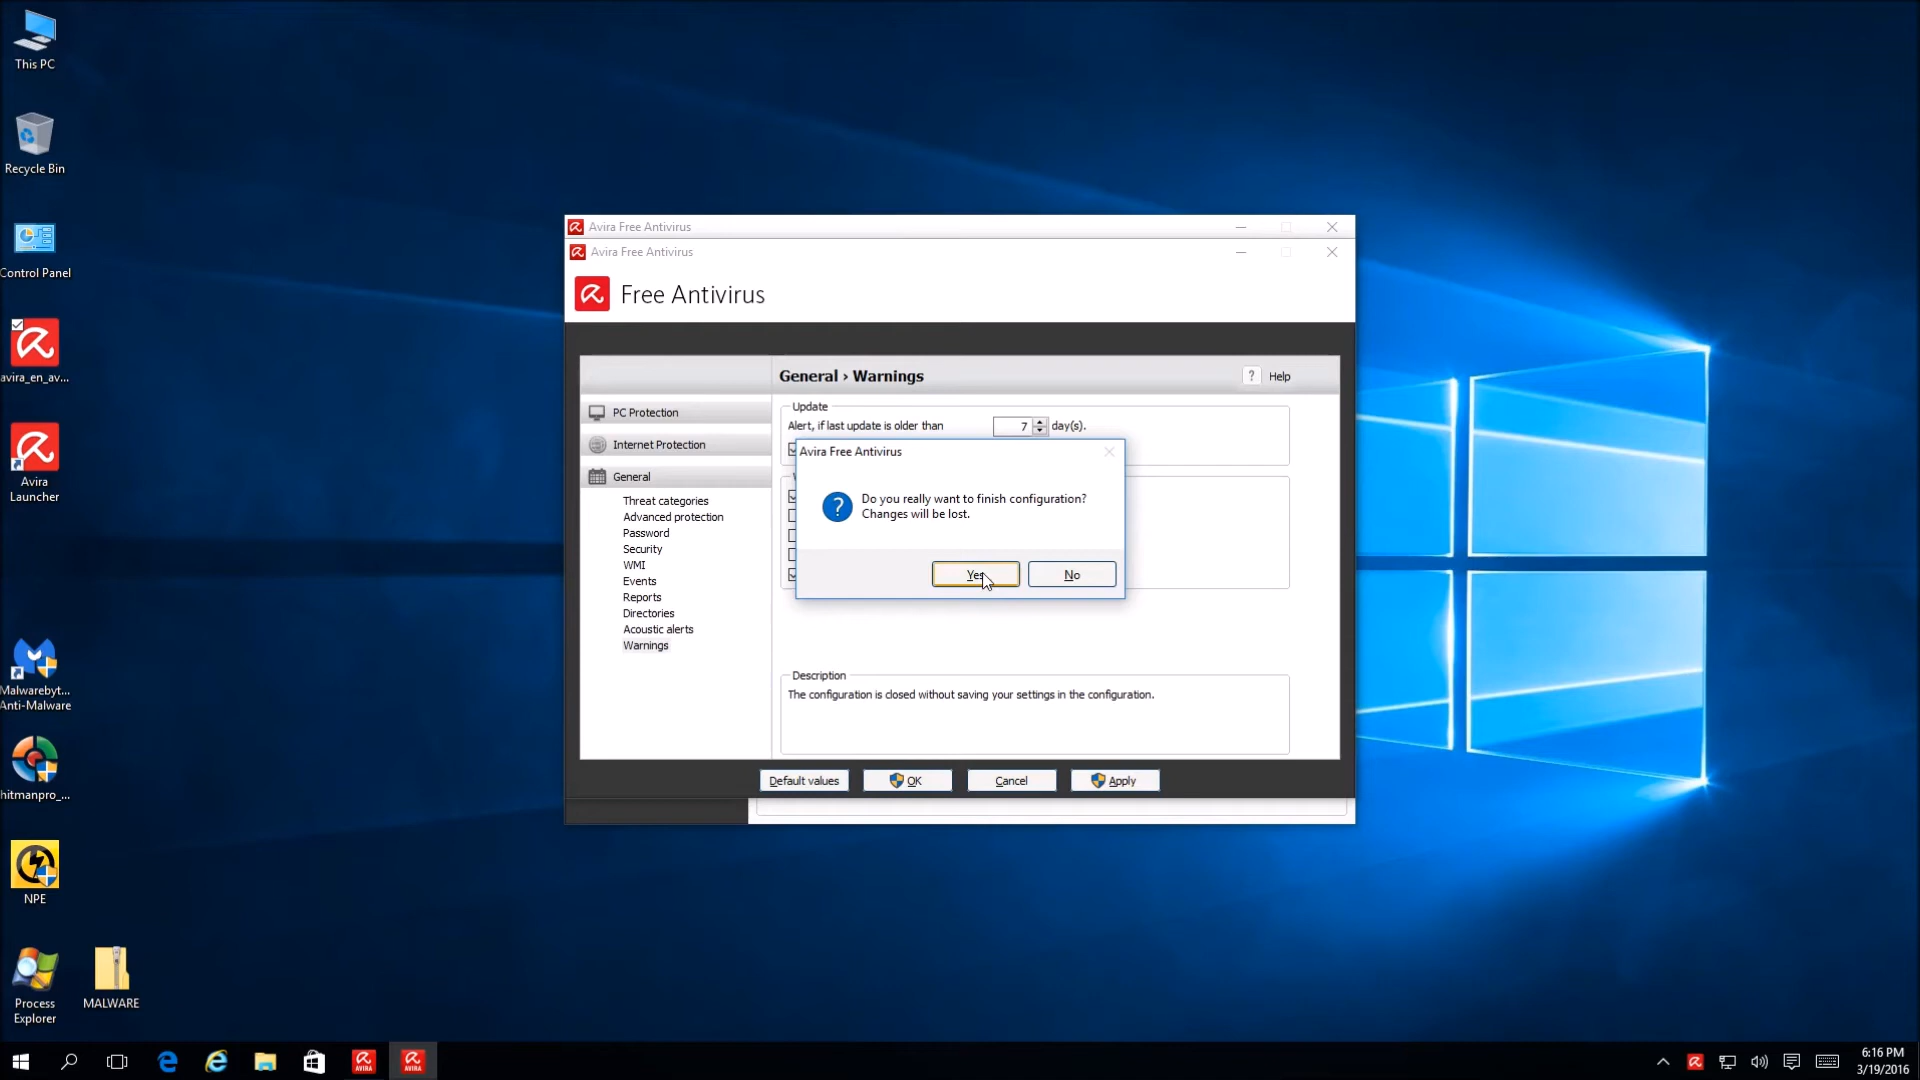 This PC
Recycle Bin
Control Panel
avira_en_av...
Avira
Launcher
Malwarebyt...
Anti-Malware
hitmanpro_...
NPE
Process
Explorer
MALWARE
Avira Free Antivirus
Avira Free Antivirus
Free Antivirus
General › Warnings
? Help
PC Protection
Internet Protection
General
Threat categories
Advanced protection
Password
Security
WMI
Events
Reports
Directories
Acoustic alerts
Warnings
Update
Alert, if last update is older than 7 day(s).
Avira Free Antivirus
Do you really want to finish configuration?
Changes will be lost.
Yes
No
Description
The configuration is closed without saving your settings in the configuration.
Default values
OK
Cancel
Apply
AVIRA
AVIRA
6:16 PM
3/19/2016